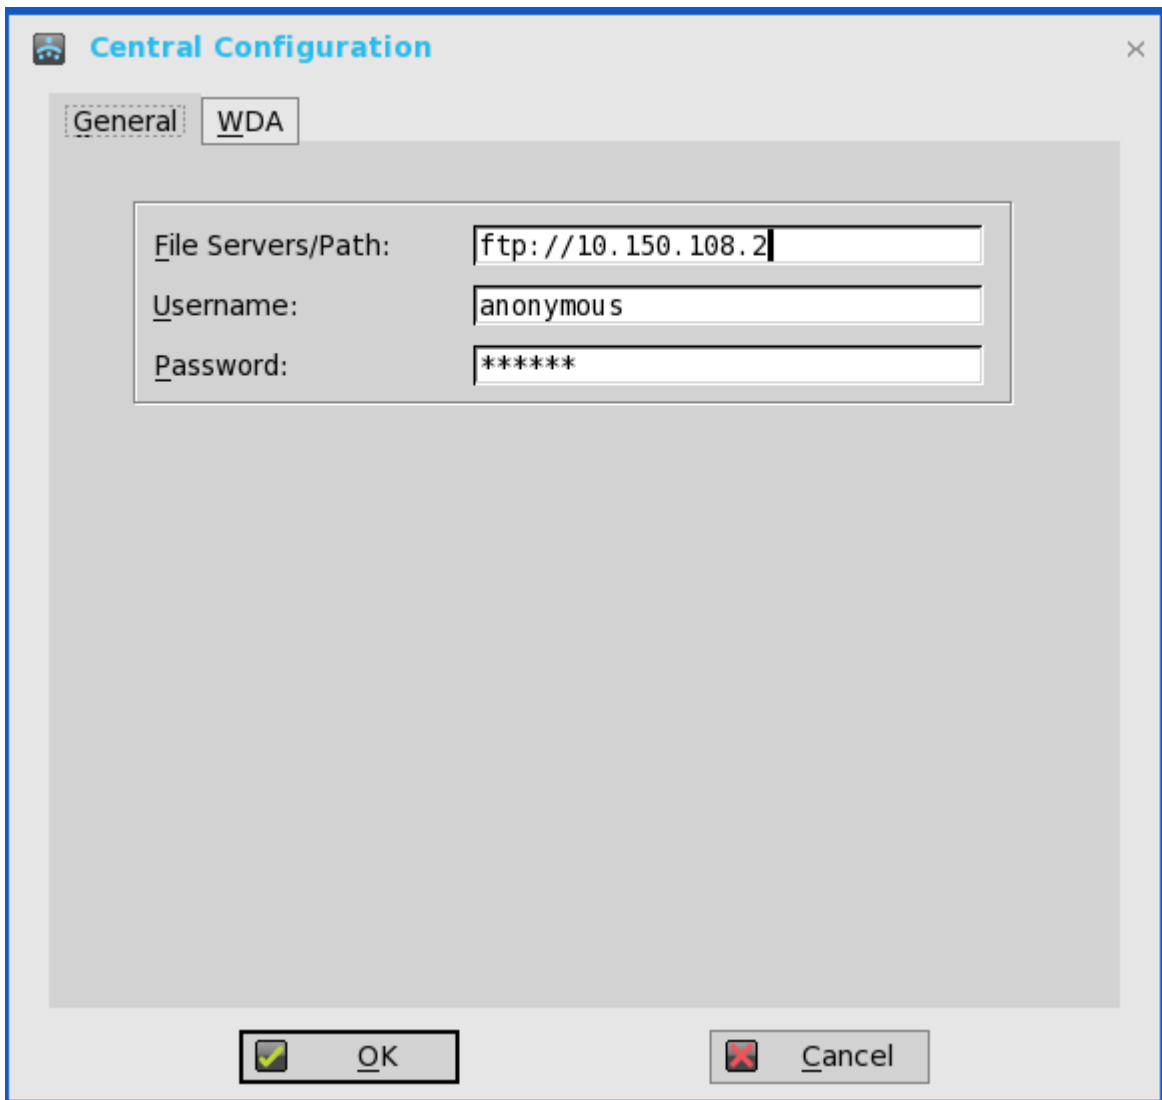 Central Configuration
General WDA
File Servers/Path: ftp://10.150.108.2
Username: anonymous
Password: ******
OK Cancel